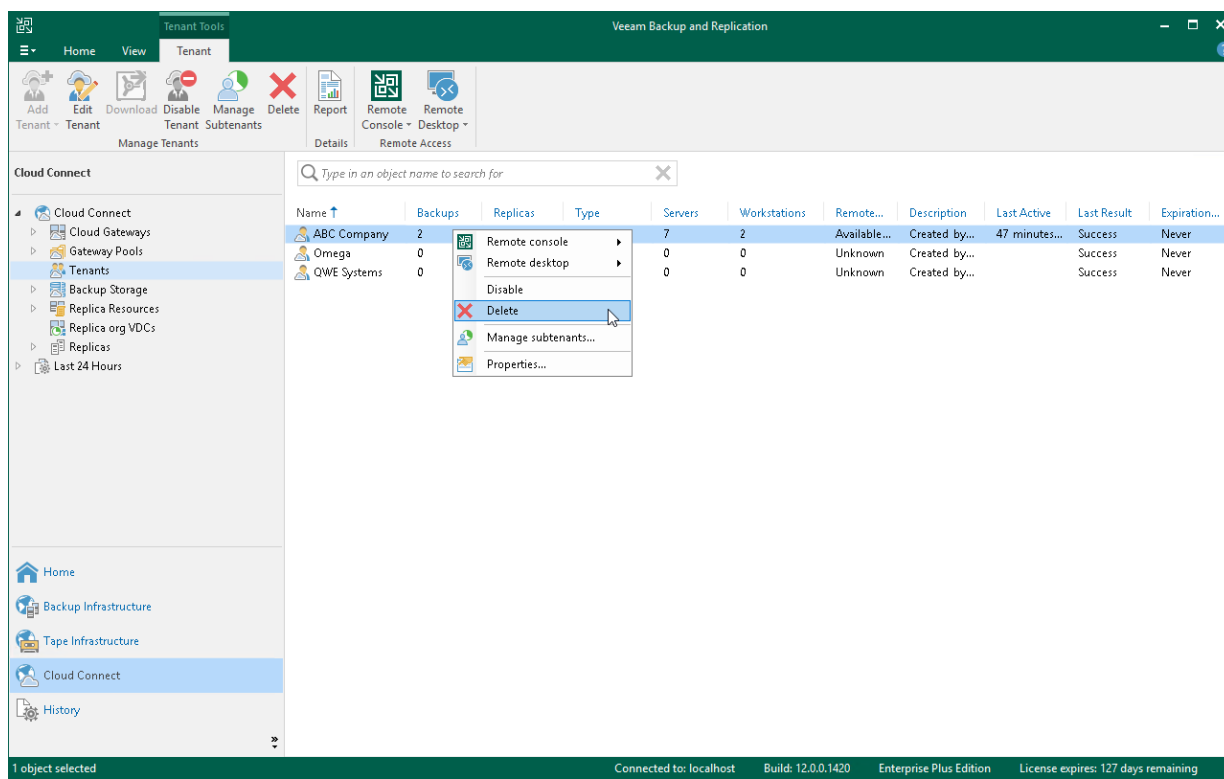 Tenant Tools
Veeam Backup and Replication
Home View Tenant
Add Tenant
Edit Tenant
Download
Disable Tenant
Manage Subtenants
Delete
Report
Remote Console
Remote Desktop
Manage Tenants
Details
Remote Access
Cloud Connect
Cloud Connect
Cloud Gateways
Gateway Pools
Tenants
Backup Storage
Replica Resources
Replica org VDCs
Replicas
Last 24 Hours
Home
Backup Infrastructure
Tape Infrastructure
Cloud Connect
History
Type in an object name to search for
Name Backups Replicas Type Servers Workstations Remote... Description Last Active Last Result Expiration...
ABC Company 2 7 2 Available... Created by... 47 minutes... Success Never
Omega 0 0 0 Unknown Created by... Success Never
QWE Systems 0 0 0 Unknown Created by... Success Never
Remote console
Remote desktop
Disable
Delete
Manage subtenants...
Properties...
1 object selected
Connected to: localhost Build: 12.0.0.1420 Enterprise Plus Edition License expires: 127 days remaining